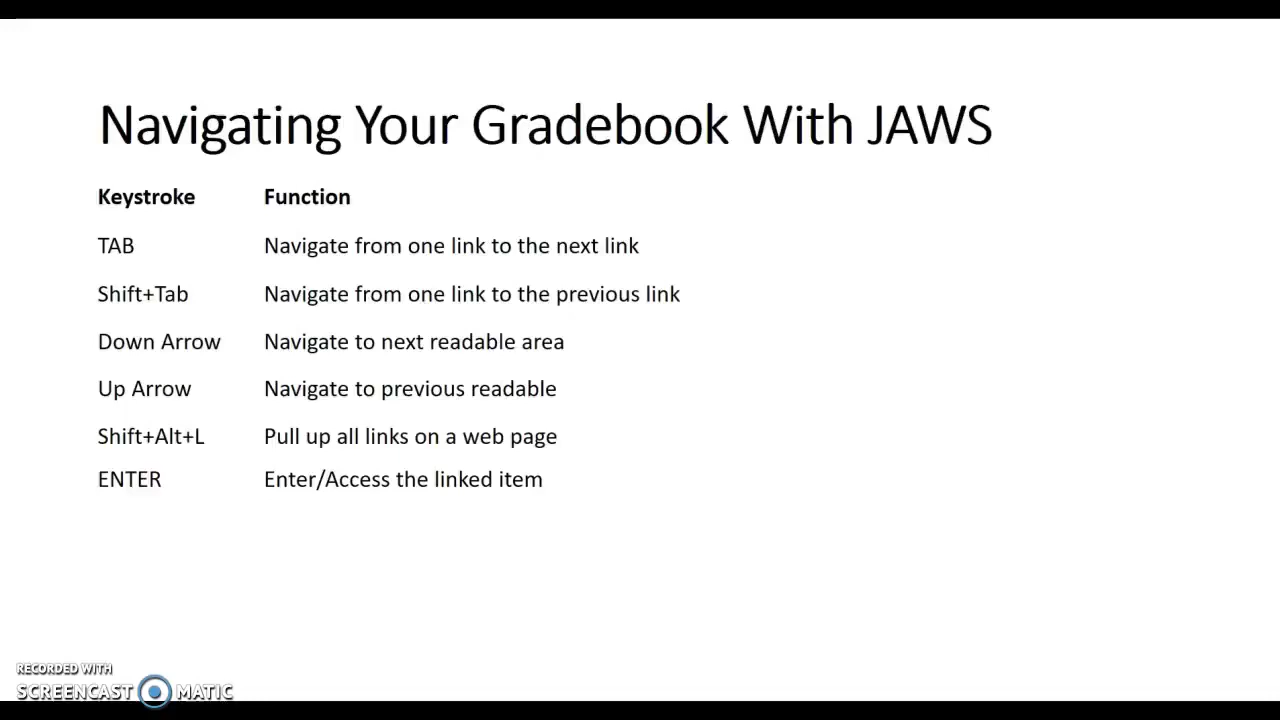 Navigating Your Gradebook With JAWS
Keystroke Function
TAB Navigate from one link to the next link
Shift+Tab Navigate from one link to the previous link
Down Arrow Navigate to next readable area
Up Arrow Navigate to previous readable
Shift+Alt+L Pull up all links on a web page
ENTER Enter/Access the linked item
RECORDED WITH
SCREENCAST MATIC